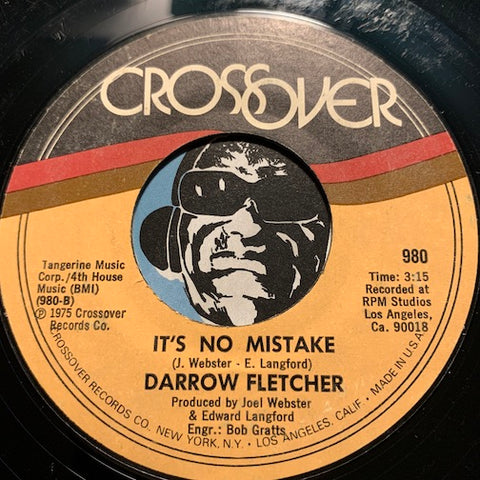 CROSSOVER
Tangerine Music
Corp./4th House
Music (BMI)
(980-B)
℗ 1975 Crossover
Records Co.
980
Time: 3:15
Recorded at
RPM Studios
Los Angeles,
Ca. 90018
IT'S NO MISTAKE
(J. Webster - E. Langford)
DARROW FLETCHER
Produced by Joel Webster
& Edward Langford
Engr.: Bob Gratts
CROSSOVER RECORDS CO. NEW YORK, N.Y. • LOS ANGELES, CALIF • MADE IN U.S.A.